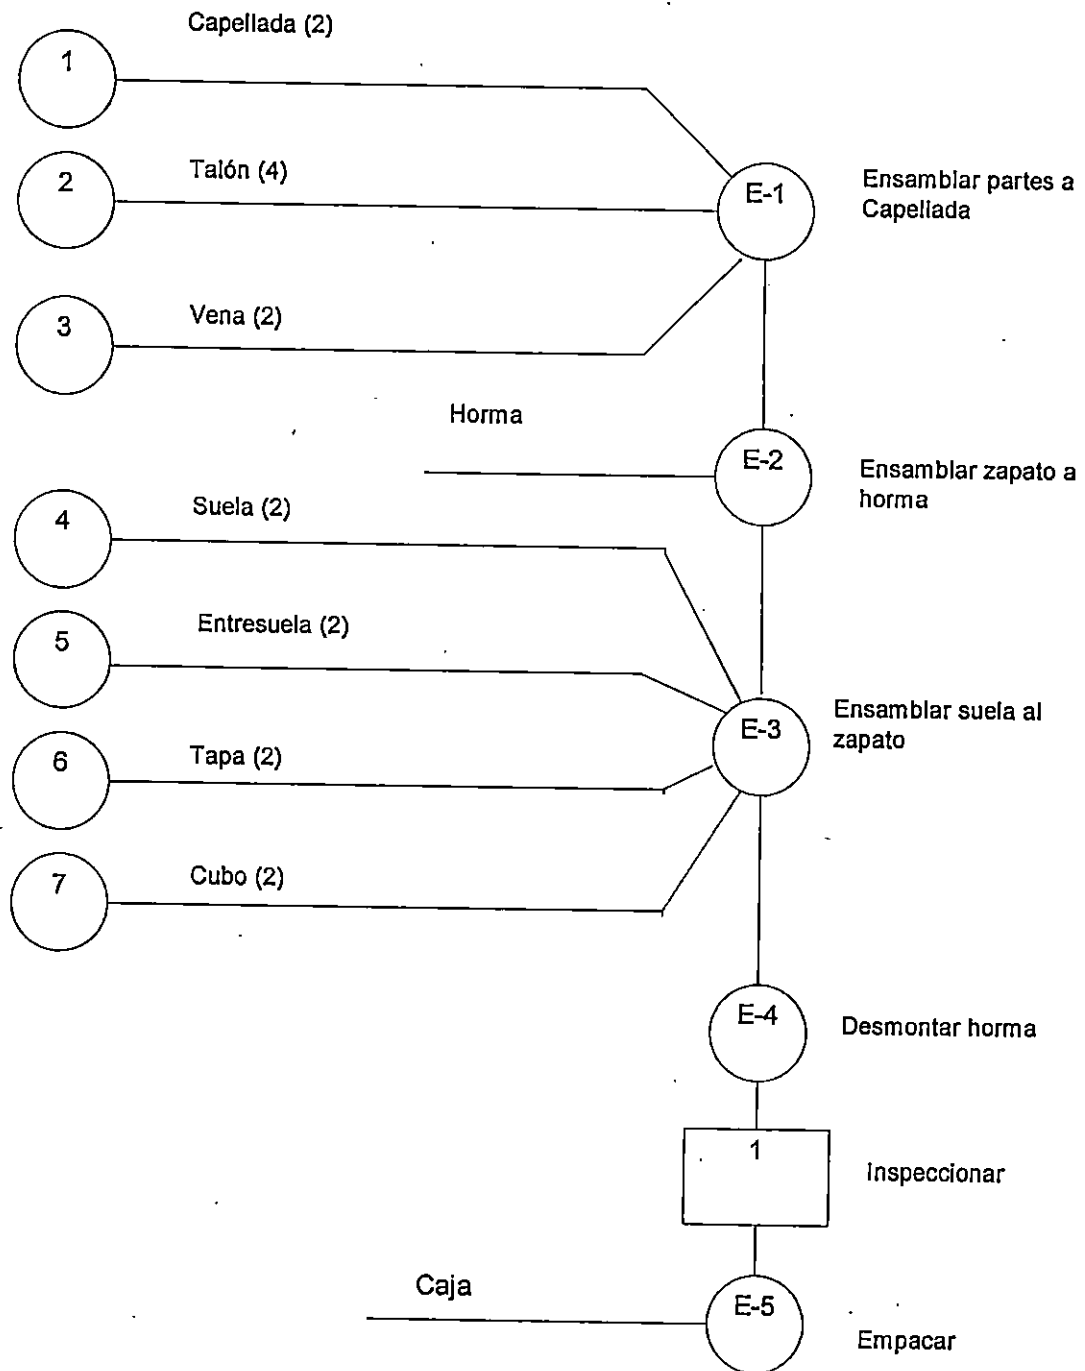 Capellada (2)
1
Talón (4)
2
E-1
Ensamblar partes a
Capellada
Vena (2)
3
Horma
E-2
Ensamblar zapato a
horma
Suela (2)
4
Entresuela (2)
5
E-3
Ensamblar suela al
zapato
Tapa (2)
6
Cubo (2)
7
E-4
Desmontar horma
1
Inspeccionar
Caja
E-5
Empacar